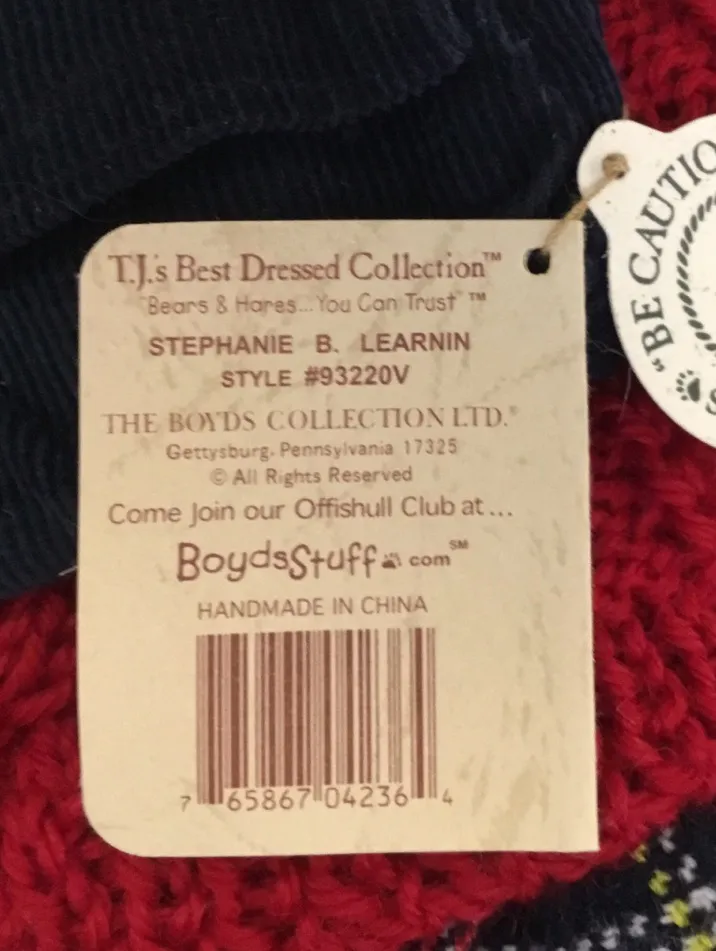 T.J.'s Best Dressed Collection™
"Bears & Hares...You Can Trust" ™
STEPHANIE B. LEARNIN
STYLE #93220V
THE BOYDS COLLECTION LTD.®
Gettysburg, Pennsylvania 17325
© All Rights Reserved
Come Join our Offishull Club at...
BoydsStuff.com℠
HANDMADE IN CHINA
7 65867 04236 4
"BE CAUTIO